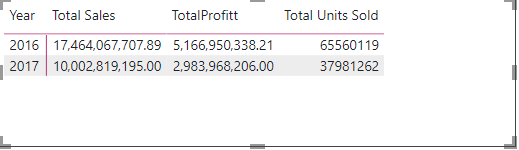 Year Total Sales TotalProfitt Total Units Sold
2016 17,464,067,707.89 5,166,950,338.21 65560119
2017 10,002,819,195.00 2,983,968,206.00 37981262